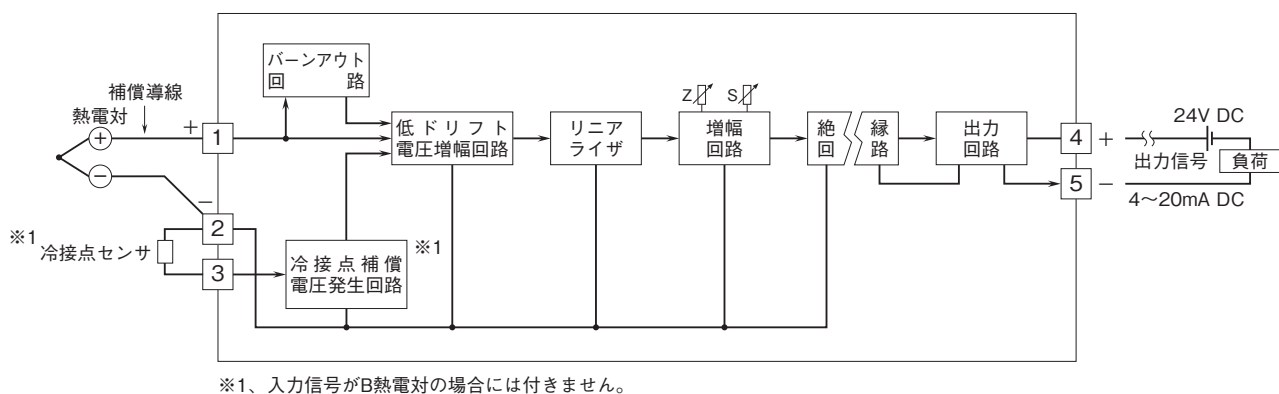 バーンアウト
回 路
補償導線
熱電対
+
−
+
1
−
2
3
※1
冷接点センサ
低ドリフト
電圧増幅回路
リニア
ライザ
Z
S
増幅
回路
絶 縁
回 路
出力
回路
4
+
5
−
24V DC
出力信号
負荷
4〜20mA DC
冷接点補償
電圧発生回路
※1
※1、入力信号がB熱電対の場合には付きません。